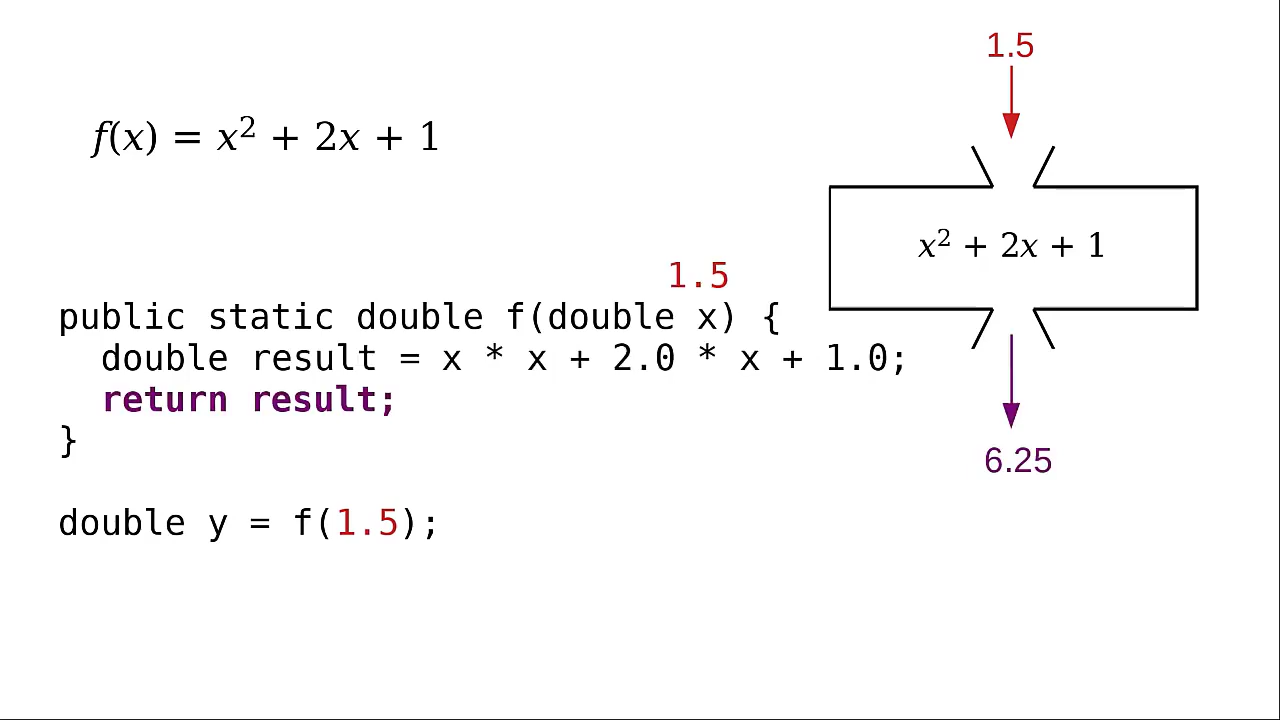 1.5
f(x) = x² + 2x + 1
x² + 2x + 1
1.5
public static double f(double x) {
  double result = x * x + 2.0 * x + 1.0;
  return result;
}
6.25
double y = f(1.5);